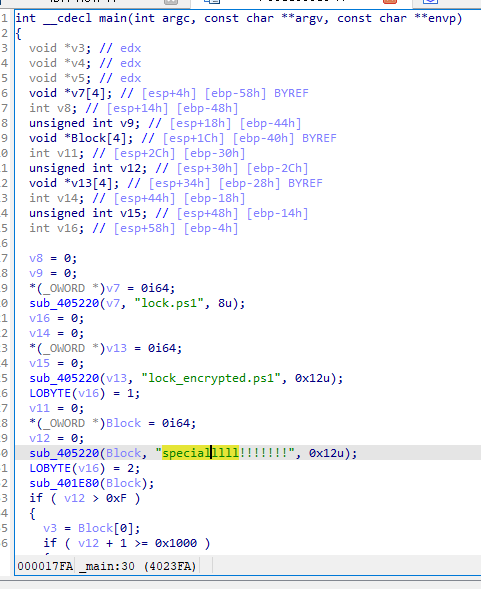 1 int __cdecl main(int argc, const char **argv, const char **envp)
2 {
3 void *v3; // edx
4 void *v4; // edx
5 void *v5; // edx
6 void *v7[4]; // [esp+4h] [ebp-58h] BYREF
7 int v8; // [esp+14h] [ebp-48h]
8 unsigned int v9; // [esp+18h] [ebp-44h]
9 void *Block[4]; // [esp+1Ch] [ebp-40h] BYREF
0 int v11; // [esp+2Ch] [ebp-30h]
1 unsigned int v12; // [esp+30h] [ebp-2Ch]
2 void *v13[4]; // [esp+34h] [ebp-28h] BYREF
3 int v14; // [esp+44h] [ebp-18h]
4 unsigned int v15; // [esp+48h] [ebp-14h]
5 int v16; // [esp+58h] [ebp-4h]
6
7 v8 = 0;
8 v9 = 0;
9 *(_OWORD *)v7 = 0i64;
0 sub_405220(v7, "lock.ps1", 8u);
1 v16 = 0;
2 v14 = 0;
3 *(_OWORD *)v13 = 0i64;
4 v15 = 0;
5 sub_405220(v13, "lock_encrypted.ps1", 0x12u);
6 LOBYTE(v16) = 1;
7 v11 = 0;
8 *(_OWORD *)Block = 0i64;
9 v12 = 0;
0 sub_405220(Block, "specialllll!!!!!!!", 0x12u);
1 LOBYTE(v16) = 2;
2 sub_401E80(Block);
3 if ( v12 > 0xF )
4 {
5 v3 = Block[0];
6 if ( v12 + 1 >= 0x1000 )
000017FA _main:30 (4023FA)